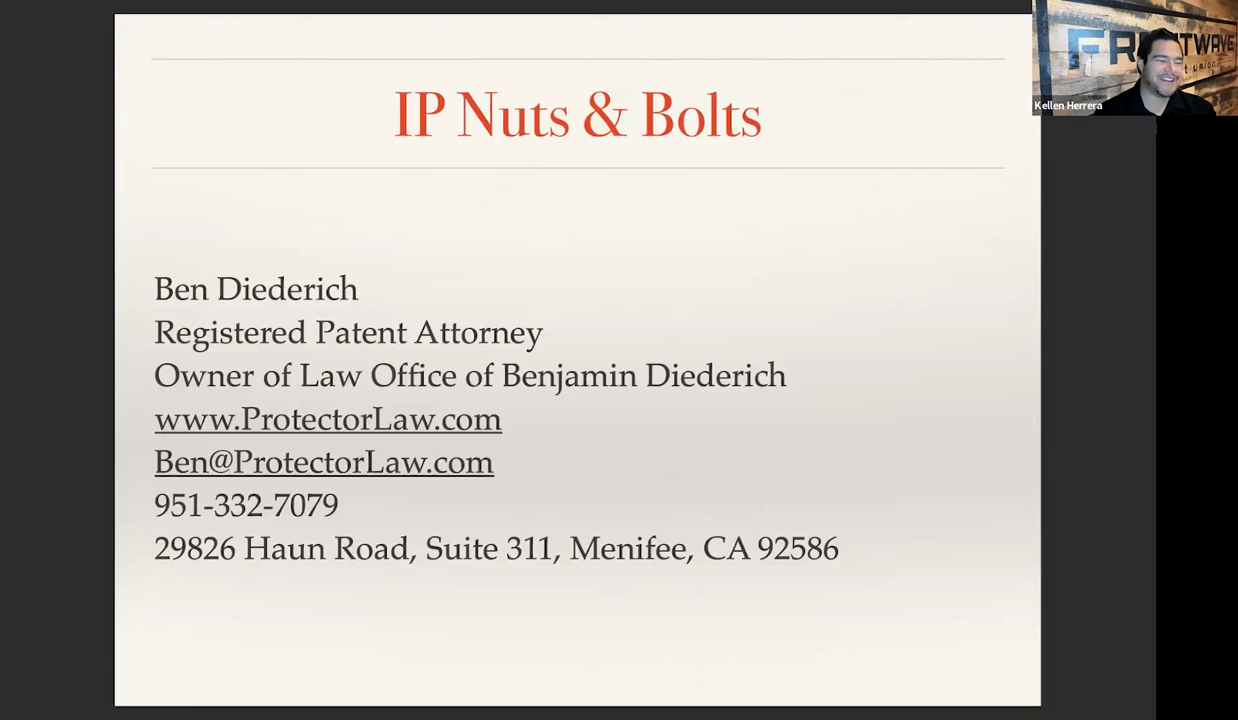 IP Nuts & Bolts
Ben Diederich
Registered Patent Attorney
Owner of Law Office of Benjamin Diederich
www.ProtectorLaw.com
Ben@ProtectorLaw.com
951-332-7079
29826 Haun Road, Suite 311, Menifee, CA 92586
Kellen Herrera